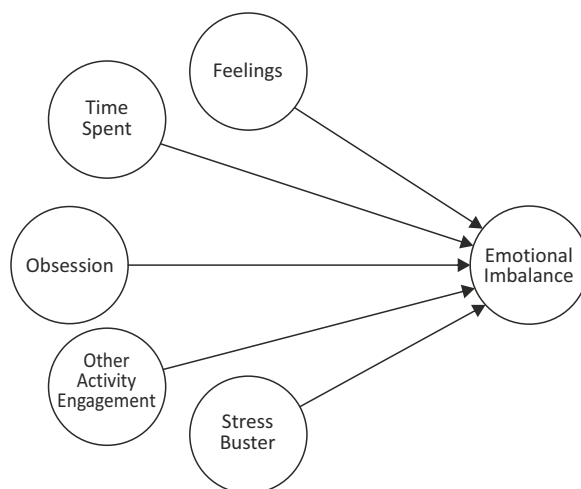 Feelings
Time
Spent
Emotional
Imbalance
Obsession
Other
Activity
Engagement
Stress
Buster